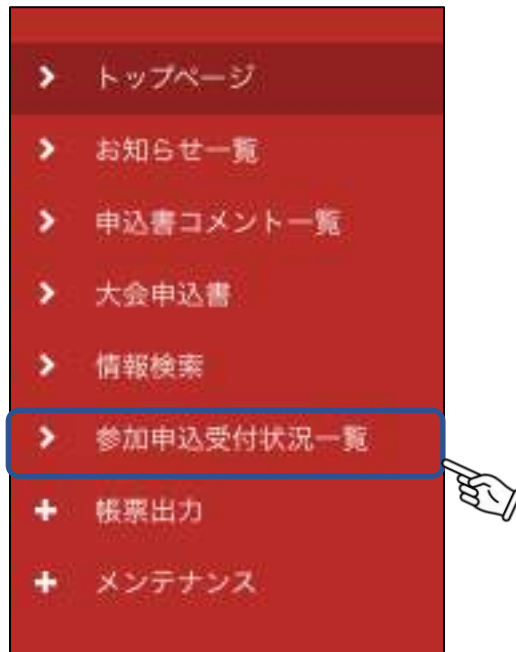 トップページ
お知らせ一覧
申込書コメント一覧
大会申込書
情報検索
参加申込受付状況一覧
帳票出力
メンテナンス